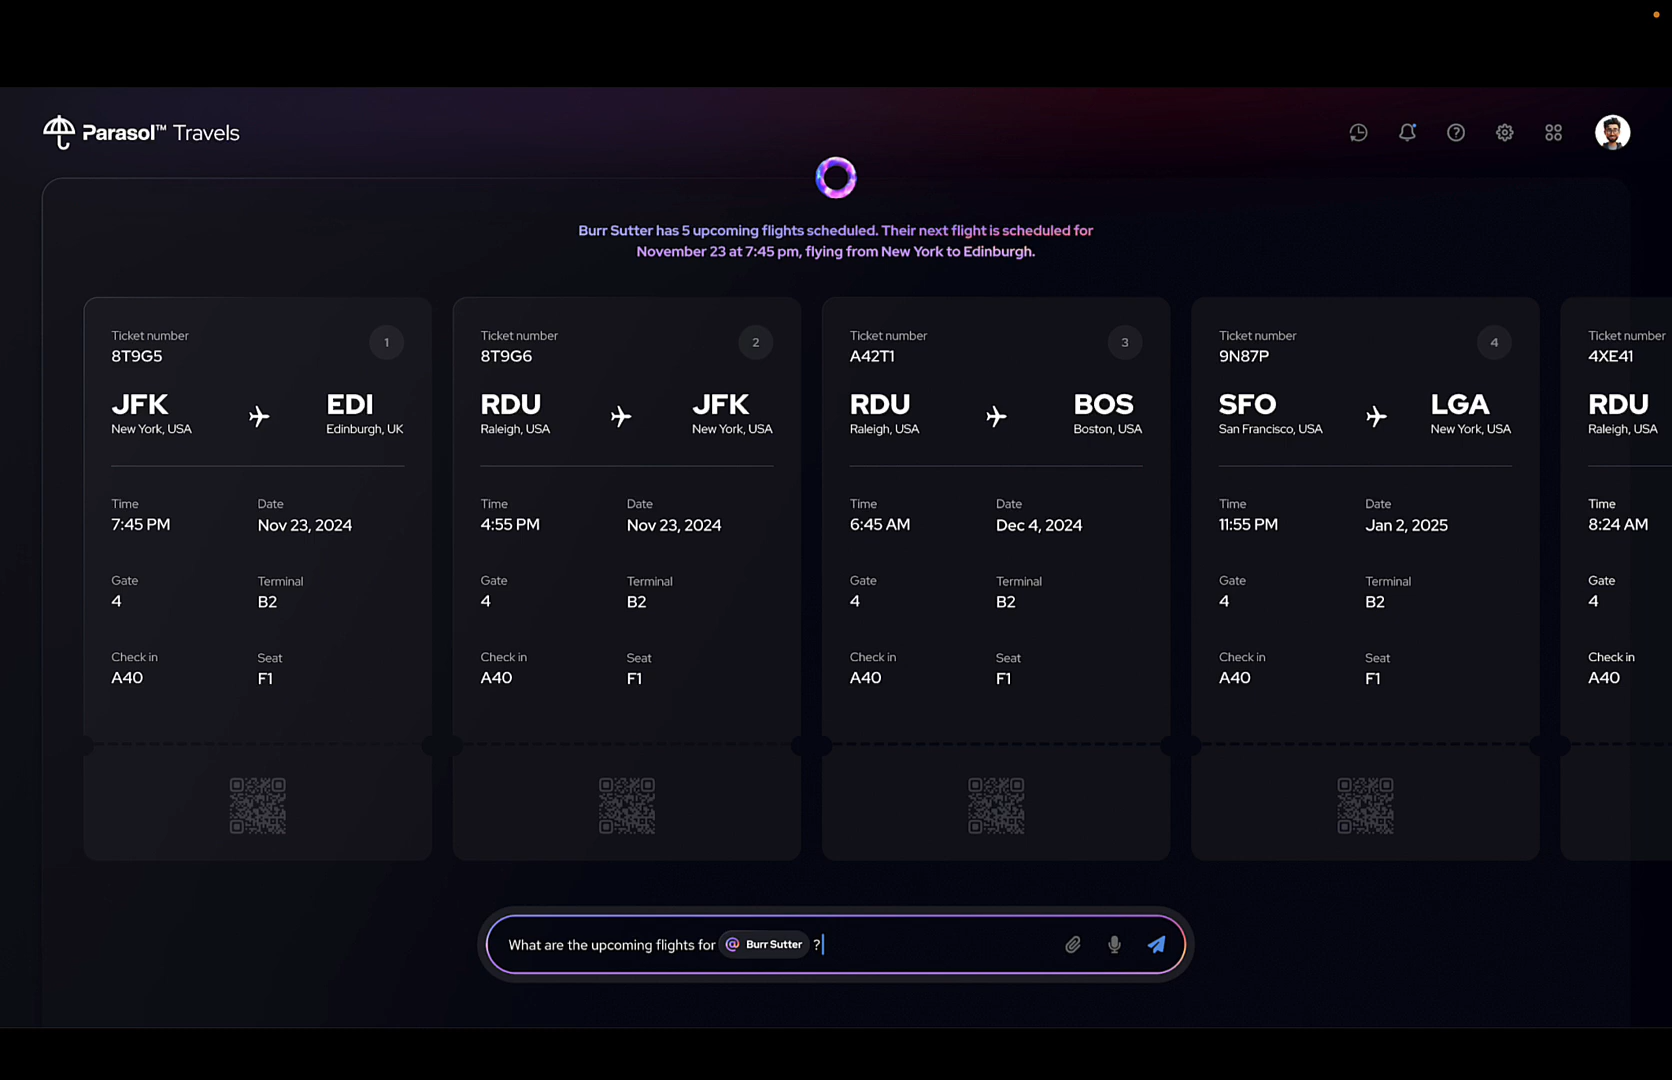 Parasol™ Travels
Burr Sutter has 5 upcoming flights scheduled. Their next flight is scheduled for
November 23 at 7:45 pm, flying from New York to Edinburgh.
Ticket number
8T9G5
1
JFK
New York, USA
EDI
Edinburgh, UK
Time
7:45 PM
Date
Nov 23, 2024
Gate
4
Terminal
B2
Check in
A40
Seat
F1
Ticket number
8T9G6
2
RDU
Raleigh, USA
JFK
New York, USA
Time
4:55 PM
Date
Nov 23, 2024
Gate
4
Terminal
B2
Check in
A40
Seat
F1
Ticket number
A42T1
3
RDU
Raleigh, USA
BOS
Boston, USA
Time
6:45 AM
Date
Dec 4, 2024
Gate
4
Terminal
B2
Check in
A40
Seat
F1
Ticket number
9N87P
4
SFO
San Francisco, USA
LGA
New York, USA
Time
11:55 PM
Date
Jan 2, 2025
Gate
4
Terminal
B2
Check in
A40
Seat
F1
Ticket number
4XE41
RDU
Raleigh, USA
Time
8:24 AM
Gate
4
Check in
A40
What are the upcoming flights for @ Burr Sutter ?